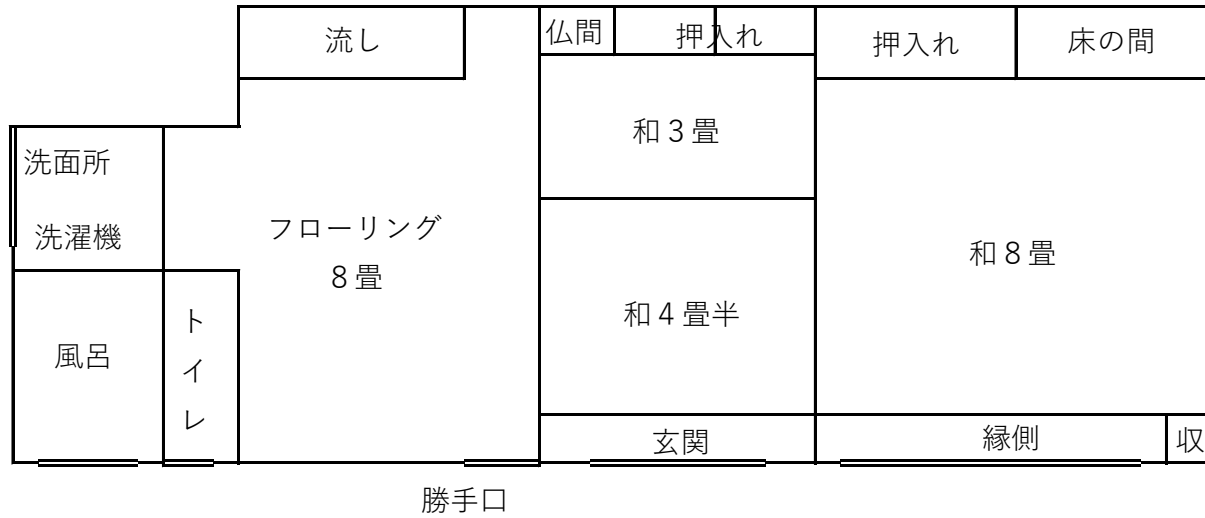 流し
仏間
押入れ
押入れ
床の間
和３畳
洗面所
洗濯機
フローリング
８畳
和８畳
和４畳半
トイレ
風呂
玄関
縁側
収
勝手口